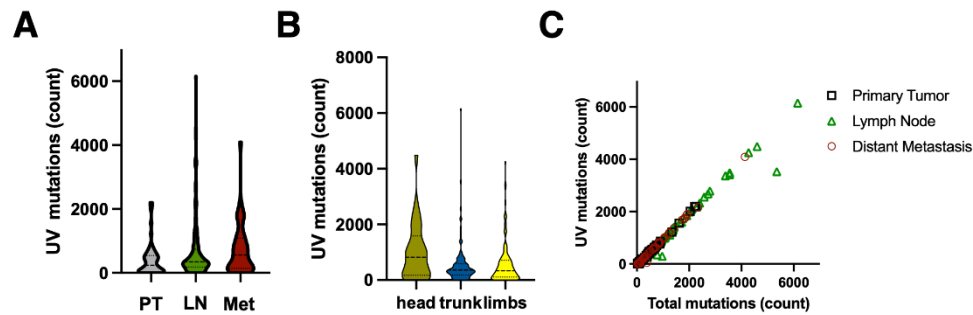 A
UV mutations (count)
6000
4000
2000
0
PT LN Met
B
UV mutations (count)
8000
6000
4000
2000
0
head trunk limbs
C
UV mutations (count)
6000
4000
2000
0
0 2000 4000 6000
Total mutations (count)
Primary Tumor
Lymph Node
Distant Metastasis